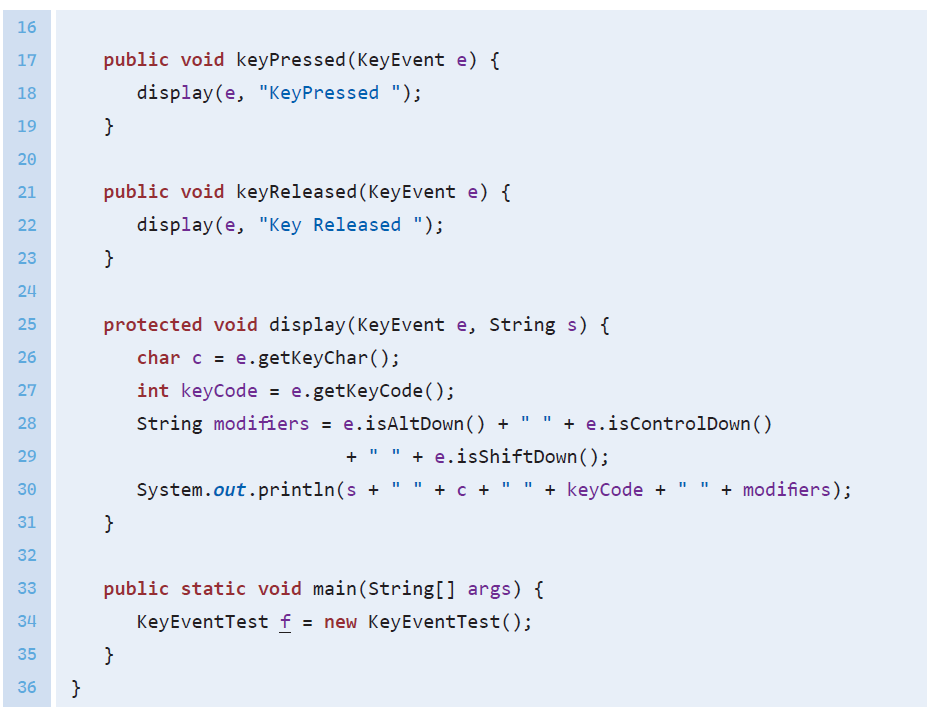 16
17 public void keyPressed(KeyEvent e) {
18 display(e, "KeyPressed ");
19 }
20
21 public void keyReleased(KeyEvent e) {
22 display(e, "Key Released ");
23 }
24
25 protected void display(KeyEvent e, String s) {
26 char c = e.getKeyChar();
27 int keyCode = e.getKeyCode();
28 String modifiers = e.isAltDown() + " " + e.isControlDown()
29 + " " + e.isShiftDown();
30 System.out.println(s + " " + c + " " + keyCode + " " + modifiers);
31 }
32
33 public static void main(String[] args) {
34 KeyEventTest f = new KeyEventTest();
35 }
36 }